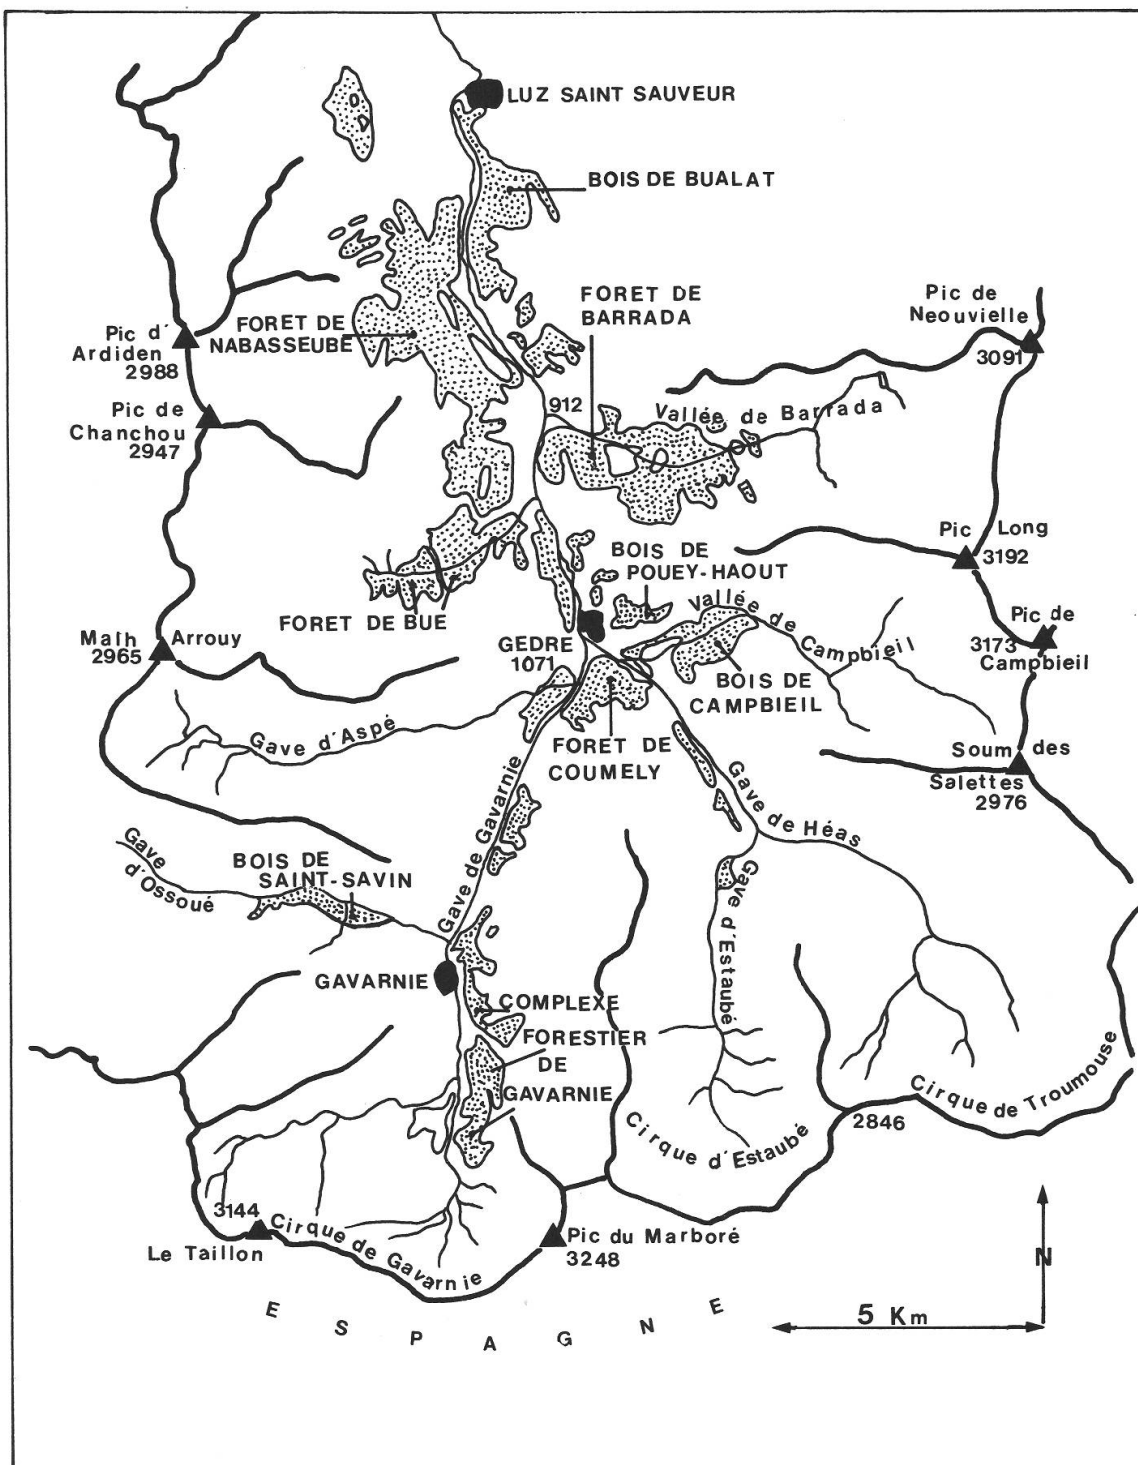 LUZ SAINT SAUVEUR
BOIS DE BUALAT
FORET DE
BARRADA
Pic de
Neouvielle
3091
Pic d'
Ardiden
2988
FORET DE
NABASSEUBE
Pic de
Chanchou
2947
912
Vallée de Barrada
Pic Long
3192
BOIS DE
POUEY-HAOUT
FORET DE BUE
Vallée de Campbieil
Pic de
3173
Campbieil
Malh Arrouy
2965
GEDRE
1071
BOIS DE
CAMPBIEIL
Gave d'Aspé
FORET DE
COUMELY
Soum des
Salettes
2976
Gave de Gavarnie
Gave de Héas
Gave
d'Ossoué
BOIS DE
SAINT-SAVIN
Gave d'Estaubé
GAVARNIE
COMPLEXE
FORESTIER
DE
GAVARNIE
Cirque de Troumouse
2846
Cirque d'Estaubé
3144
Le Taillon
Cirque de Gavarnie
Pic du Marboré
3248
N
ESPAGNE
5 Km